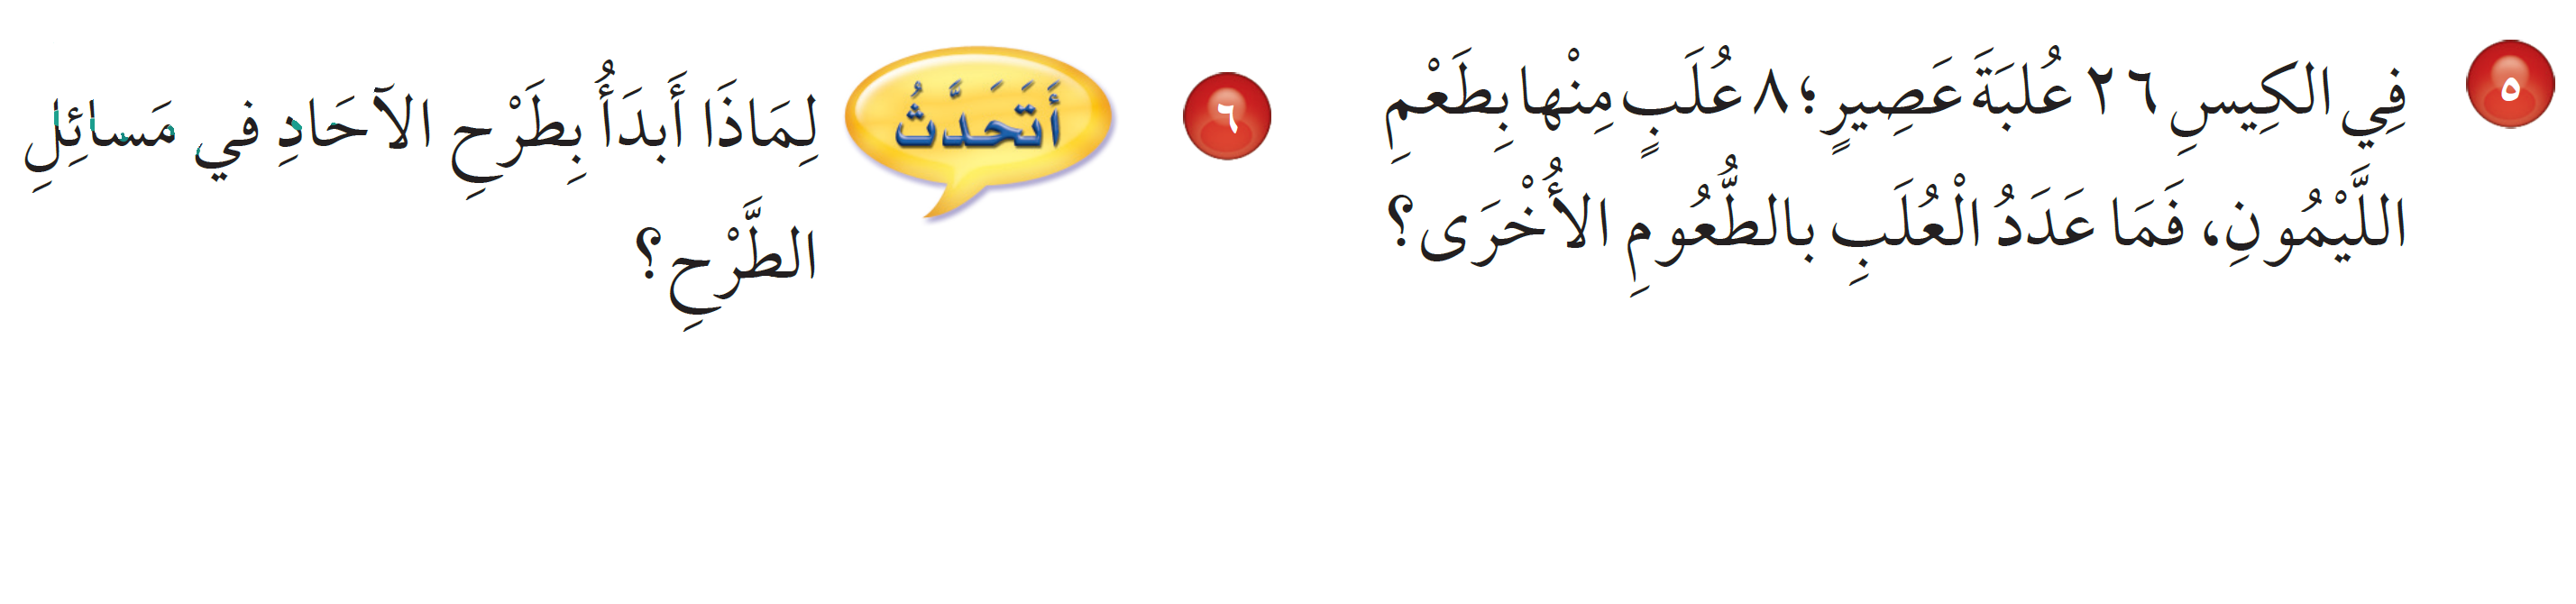 ٥
فِي الكِيسِ ٢٦ عُلبَةَ عَصِيرٍ؛ ٨ عُلَبٍ مِنْها بِطَعْمِ
اللَّيْمُونِ، فَمَا عَدَدُ الْعُلَبِ بالطُّعُومِ الأُخْرَى؟
٦
أَتَحَدَّثُ
لِمَاذَا أَبدَأُ بِطَرْحِ الآحَادِ في مَسائِلِ
الطَّرْحِ؟